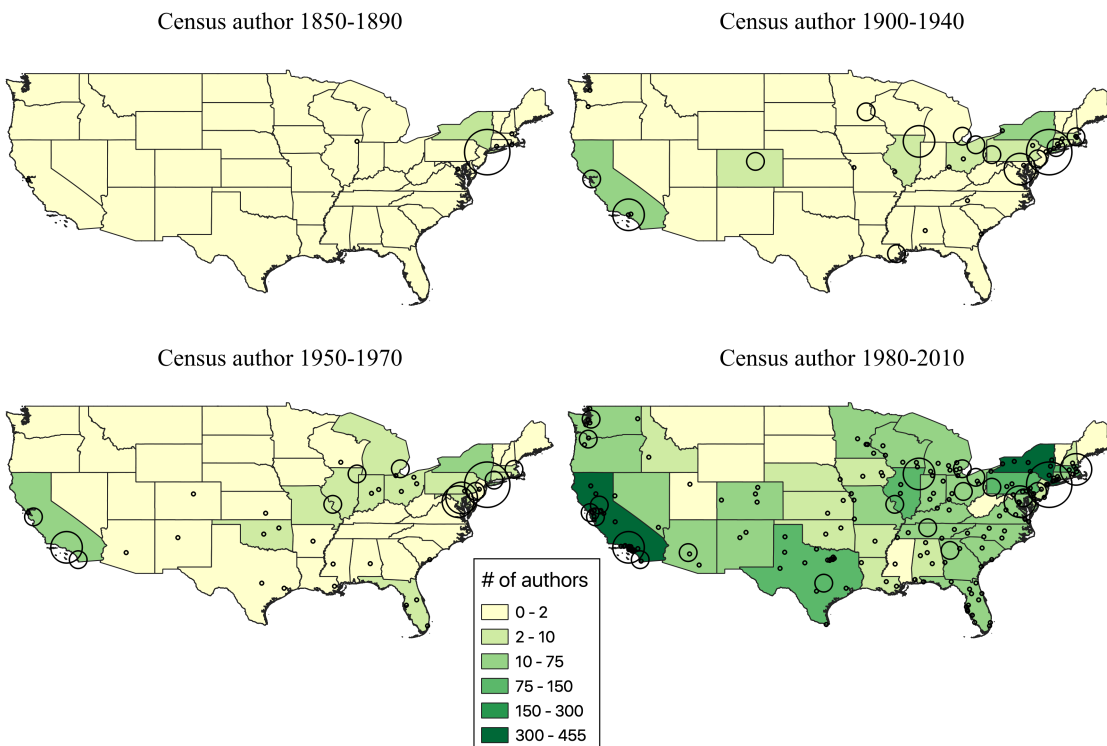 Census author 1850-1890
Census author 1900-1940
Census author 1950-1970
Census author 1980-2010
# of authors
0 - 2
2 - 10
10 - 75
75 - 150
150 - 300
300 - 455